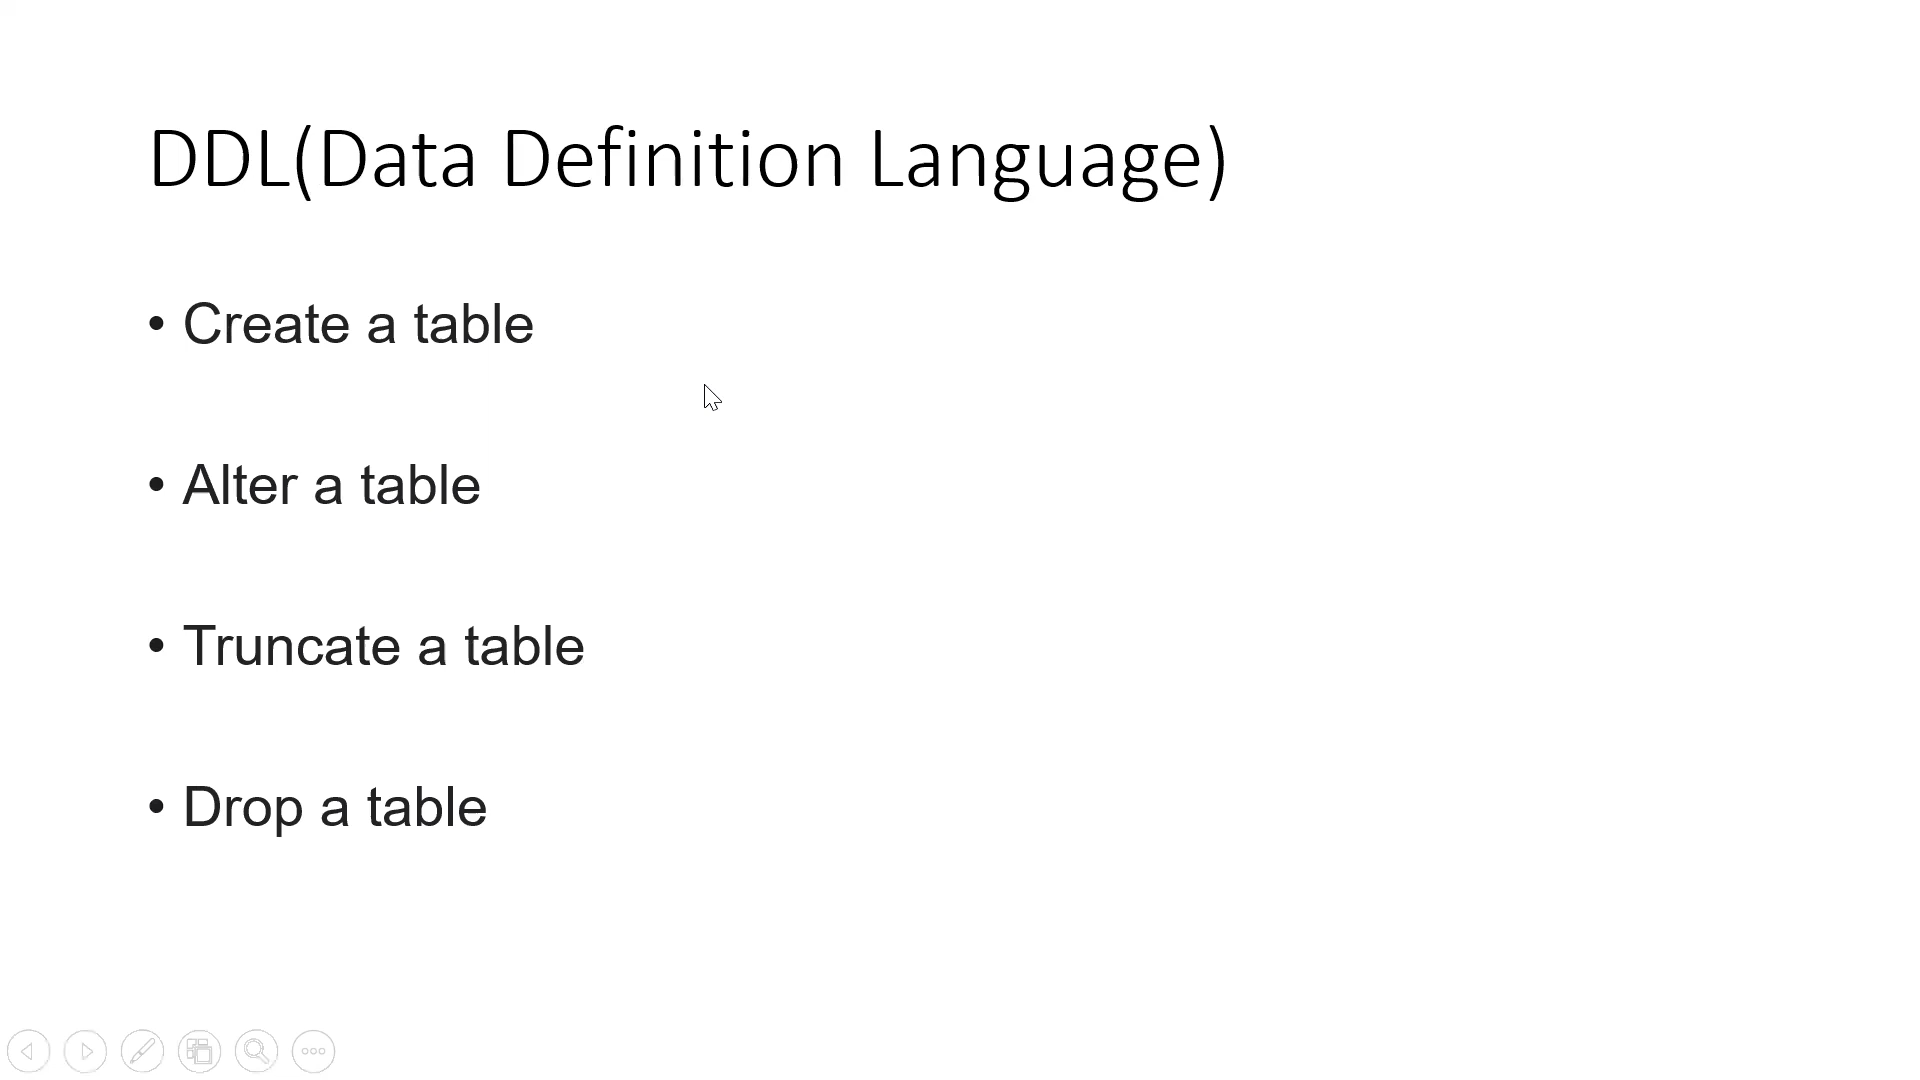 DDL(Data Definition Language)
• Create a table
• Alter a table
• Truncate a table
• Drop a table